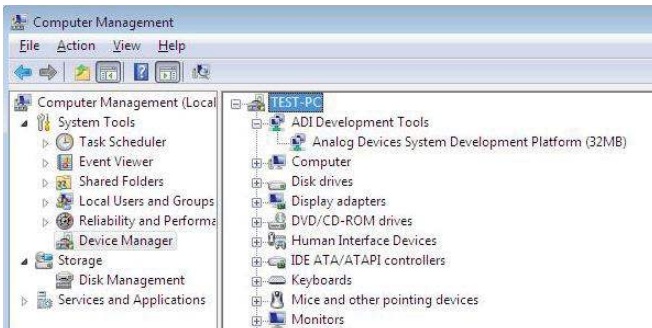 Computer Management
File Action View Help
Computer Management (Local
System Tools
Task Scheduler
Event Viewer
Shared Folders
Local Users and Groups
Reliability and Performa
Device Manager
Storage
Disk Management
Services and Applications
TEST-PC
ADI Development Tools
Analog Devices System Development Platform (32MB)
Computer
Disk drives
Display adapters
DVD/CD-ROM drives
Human Interface Devices
IDE ATA/ATAPI controllers
Keyboards
Mice and other pointing devices
Monitors